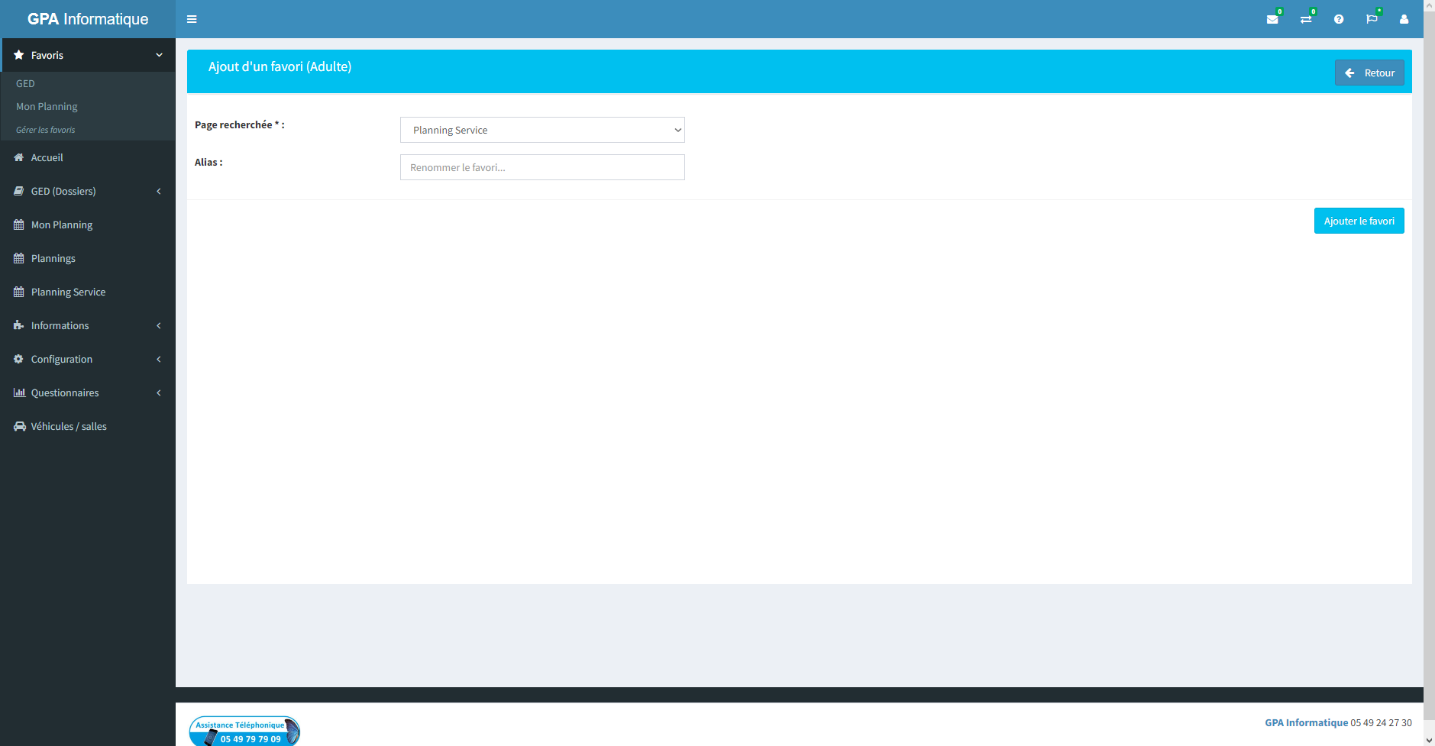 GPA Informatique
0
0
Favoris
GED
Mon Planning
Gérer les favoris
Accueil
GED (Dossiers)
Mon Planning
Plannings
Planning Service
Informations
Configuration
Questionnaires
Véhicules / salles
Ajout d'un favori (Adulte)
Retour
Page recherchée * :
Planning Service
Alias :
Renommer le favori...
Ajouter le favori
Assistance Téléphonique
05 49 79 79 09
GPA Informatique 05 49 24 27 30